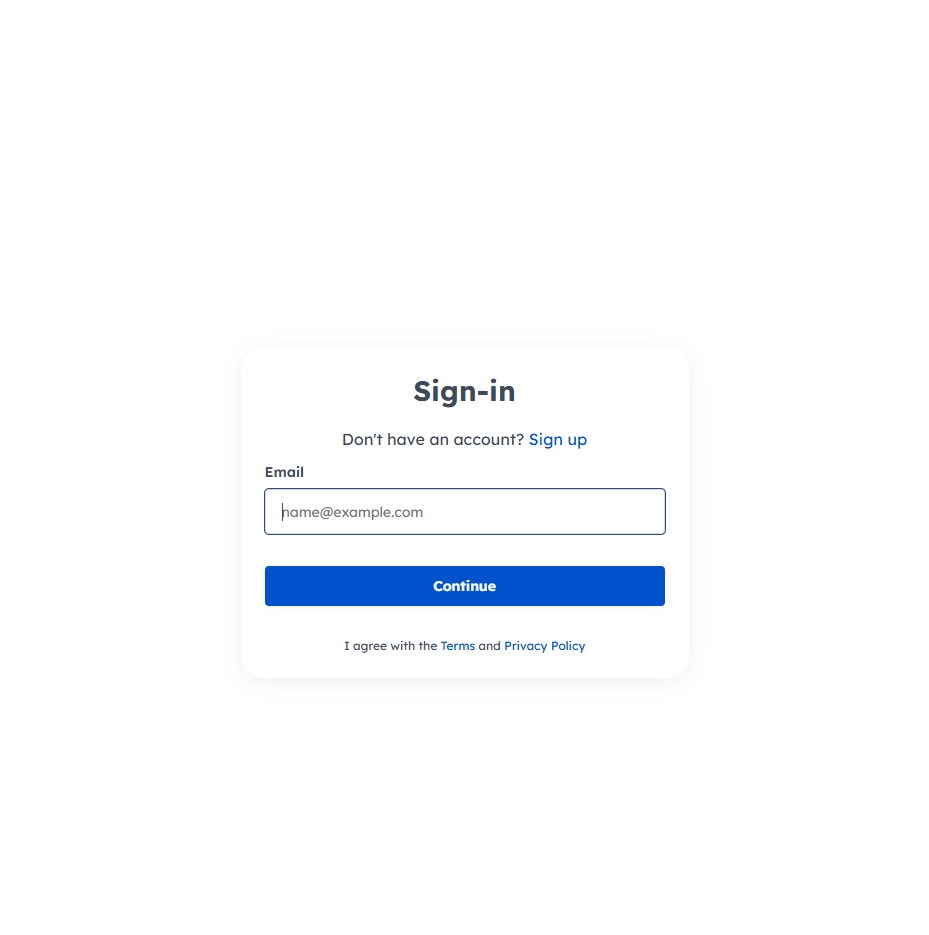 Sign-in
Don't have an account? Sign up
Email
name@example.com
Continue
I agree with the Terms and Privacy Policy